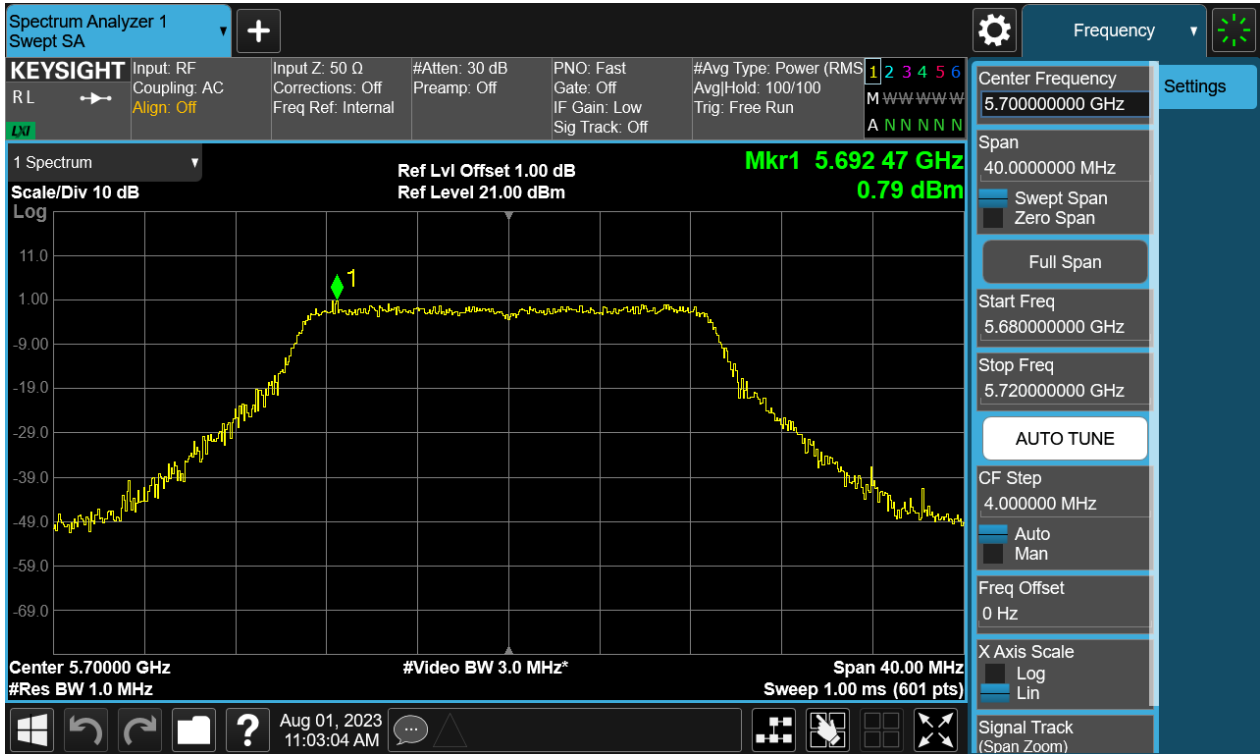 Spectrum Analyzer 1
Swept SA
Frequency
KEYSIGHT
R L
LXI
Input: RF
Coupling: AC
Align: Off
Input Z: 50 Ω
Corrections: Off
Freq Ref: Internal
#Atten: 30 dB
Preamp: Off
PNO: Fast
Gate: Off
IF Gain: Low
Sig Track: Off
#Avg Type: Power (RMS
Avg|Hold: 100/100
Trig: Free Run
1 2 3 4 5 6
M W W W W W
A N N N N N
1 Spectrum
Scale/Div 10 dB
Log
Ref Lvl Offset 1.00 dB
Ref Level 21.00 dBm
Mkr1 5.692 47 GHz
0.79 dBm
1
11.0
1.00
-9.00
-19.0
-29.0
-39.0
-49.0
-59.0
-69.0
Center 5.70000 GHz
#Res BW 1.0 MHz
#Video BW 3.0 MHz*
Span 40.00 MHz
Sweep 1.00 ms (601 pts)
Aug 01, 2023
11:03:04 AM
Center Frequency
5.700000000 GHz
Span
40.0000000 MHz
Swept Span
Zero Span
Full Span
Start Freq
5.680000000 GHz
Stop Freq
5.720000000 GHz
AUTO TUNE
CF Step
4.000000 MHz
Auto
Man
Freq Offset
0 Hz
X Axis Scale
Log
Lin
Signal Track
(Span Zoom)
Settings